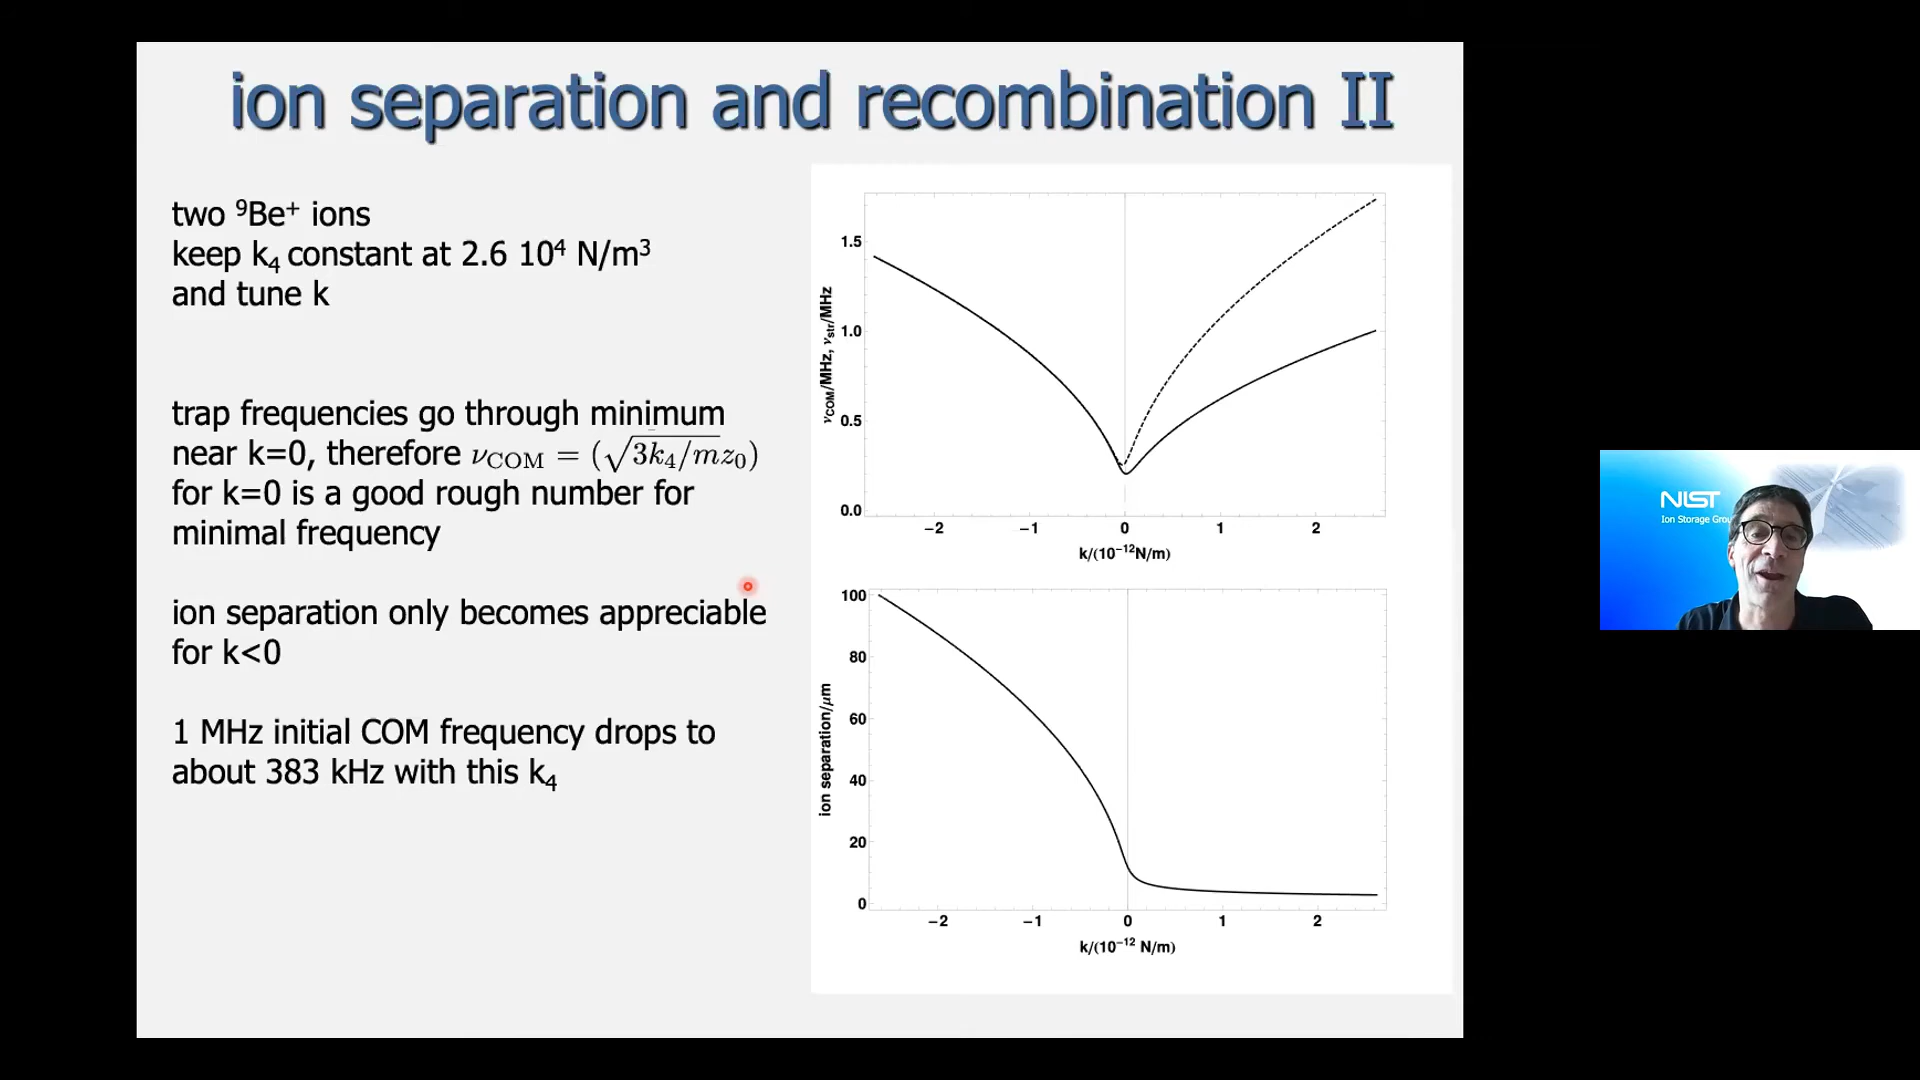 ion separation and recombination II
two ⁹Be⁺ ions
keep k₄ constant at 2.6 10⁴ N/m³
and tune k
trap frequencies go through minimum
near k=0, therefore ν_COM = (√3k₄/m z₀)
for k=0 is a good rough number for
minimal frequency
ion separation only becomes appreciable
for k<0
1 MHz initial COM frequency drops to
about 383 kHz with this k₄
ν_COM/MHz, ν_str/MHz
1.5
1.0
0.5
0.0
−2 −1 0 1 2
k/(10⁻¹²N/m)
ion separation/μm
100
80
60
40
20
0
−2 −1 0 1 2
k/(10⁻¹² N/m)
NIST
Ion Storage